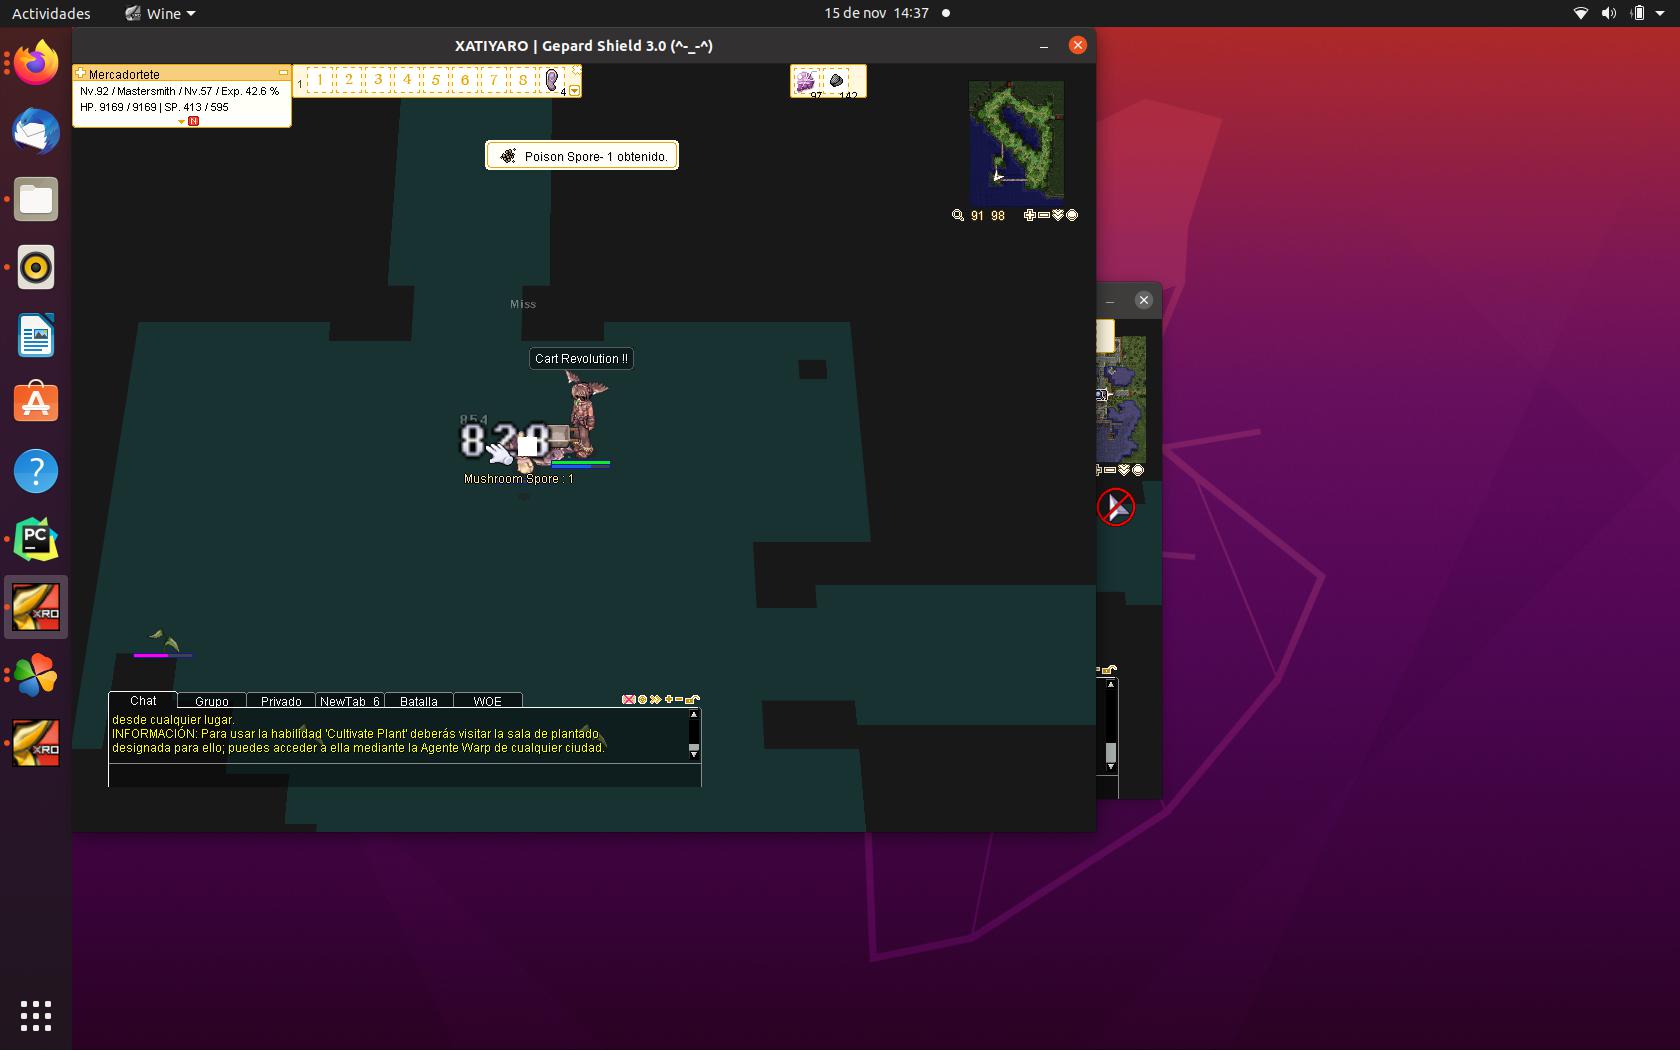 Actividades
Wine
15 de nov 14:37
XATIYARO | Gepard Shield 3.0 (^-_-^)
Mercadortete
Nv.92 / Mastersmith / Nv.57 / Exp. 42.6 %
HP. 9169 / 9169 | SP. 413 / 595
N
1 1 2 3 4 5 6 7 8 4
97 142
Poison Spore- 1 obtenido.
91 98
Miss
Cart Revolution !!
854
828
Mushroom Spore : 1
?
PC
XRO
XRO
Chat Grupo Privado NewTab_6 Batalla WOE
desde cualquier lugar.
INFORMACIÓN: Para usar la habilidad 'Cultivate Plant' deberás visitar la sala de plantado
designada para ello; puedes acceder a ella mediante la Agente Warp de cualquier ciudad.